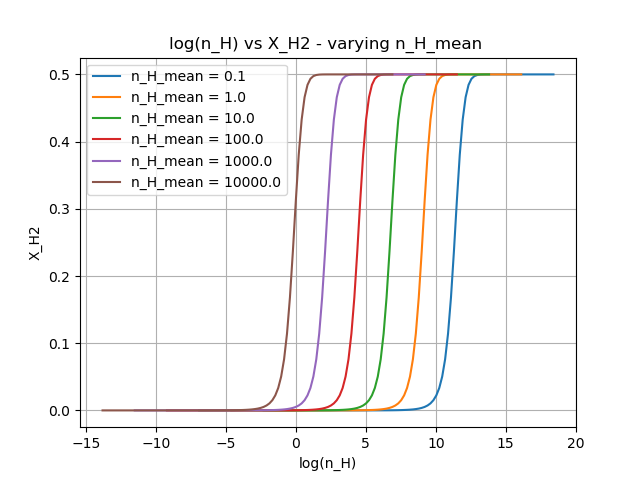 log(n_H) vs X_H2 - varying n_H_mean
n_H_mean = 0.1
n_H_mean = 1.0
n_H_mean = 10.0
n_H_mean = 100.0
n_H_mean = 1000.0
n_H_mean = 10000.0
0.5
0.4
0.3
0.2
0.1
0.0
X_H2
−15
−10
−5
0
5
10
15
20
log(n_H)